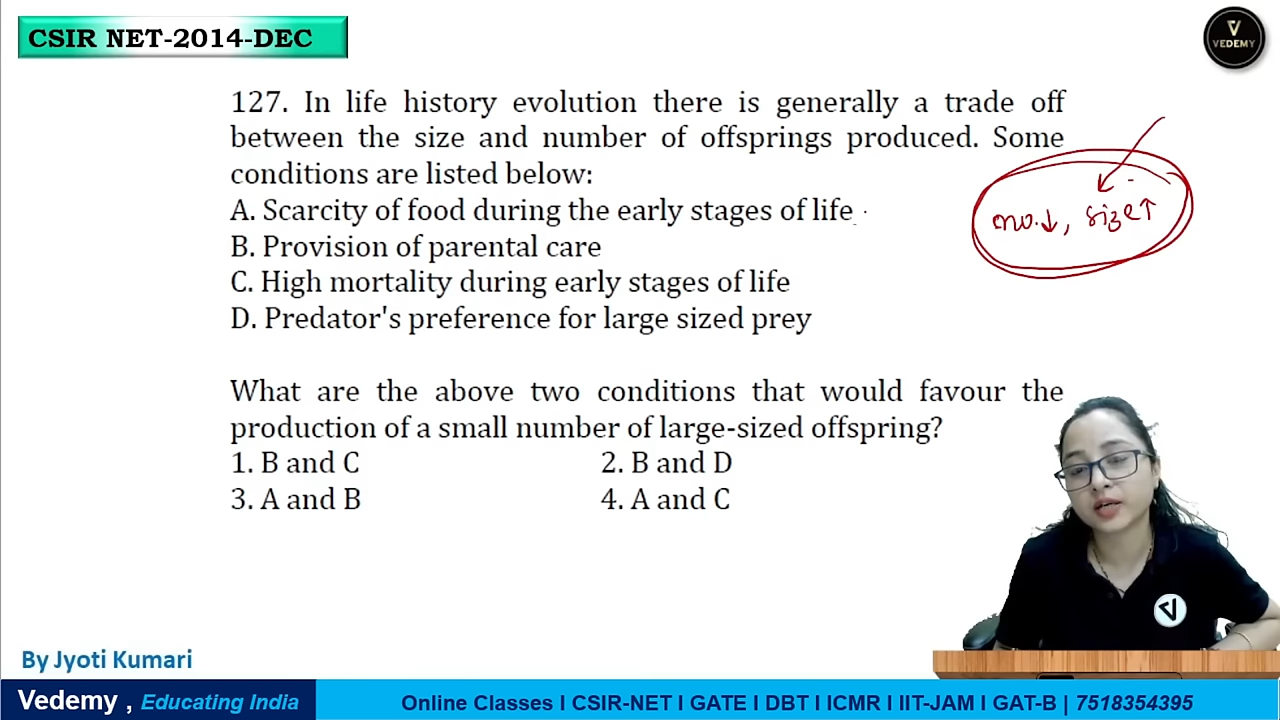 CSIR NET-2014-DEC
VEDEMY
127. In life history evolution there is generally a trade off
between the size and number of offsprings produced. Some
conditions are listed below:
A. Scarcity of food during the early stages of life
B. Provision of parental care
C. High mortality during early stages of life
D. Predator's preference for large sized prey
no.↓, size↑
What are the above two conditions that would favour the
production of a small number of large-sized offspring?
1. B and C 2. B and D
3. A and B 4. A and C
By Jyoti Kumari
Vedemy , Educating India
Online Classes I CSIR-NET I GATE I DBT I ICMR I IIT-JAM I GAT-B | 7518354395